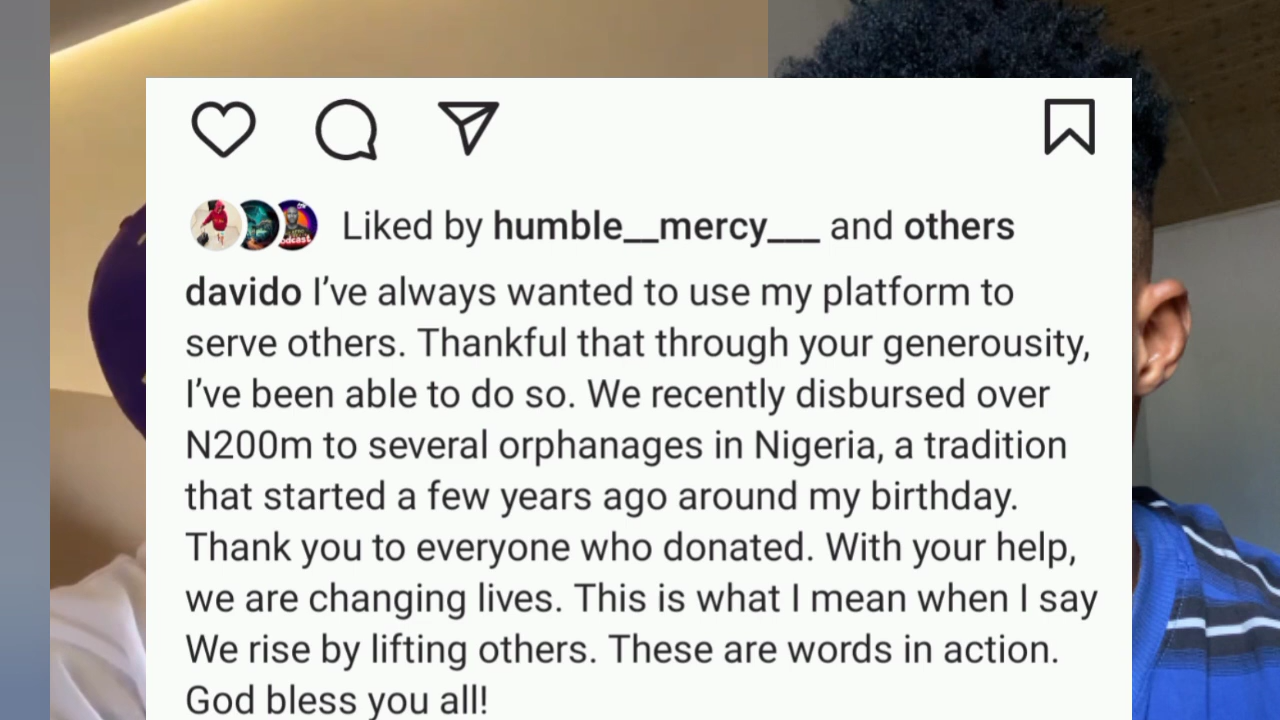 odcast
Liked by humble__mercy___ and others
davido I’ve always wanted to use my platform to
serve others. Thankful that through your generousity,
I’ve been able to do so. We recently disbursed over
N200m to several orphanages in Nigeria, a tradition
that started a few years ago around my birthday.
Thank you to everyone who donated. With your help,
we are changing lives. This is what I mean when I say
We rise by lifting others. These are words in action.
God bless you all!